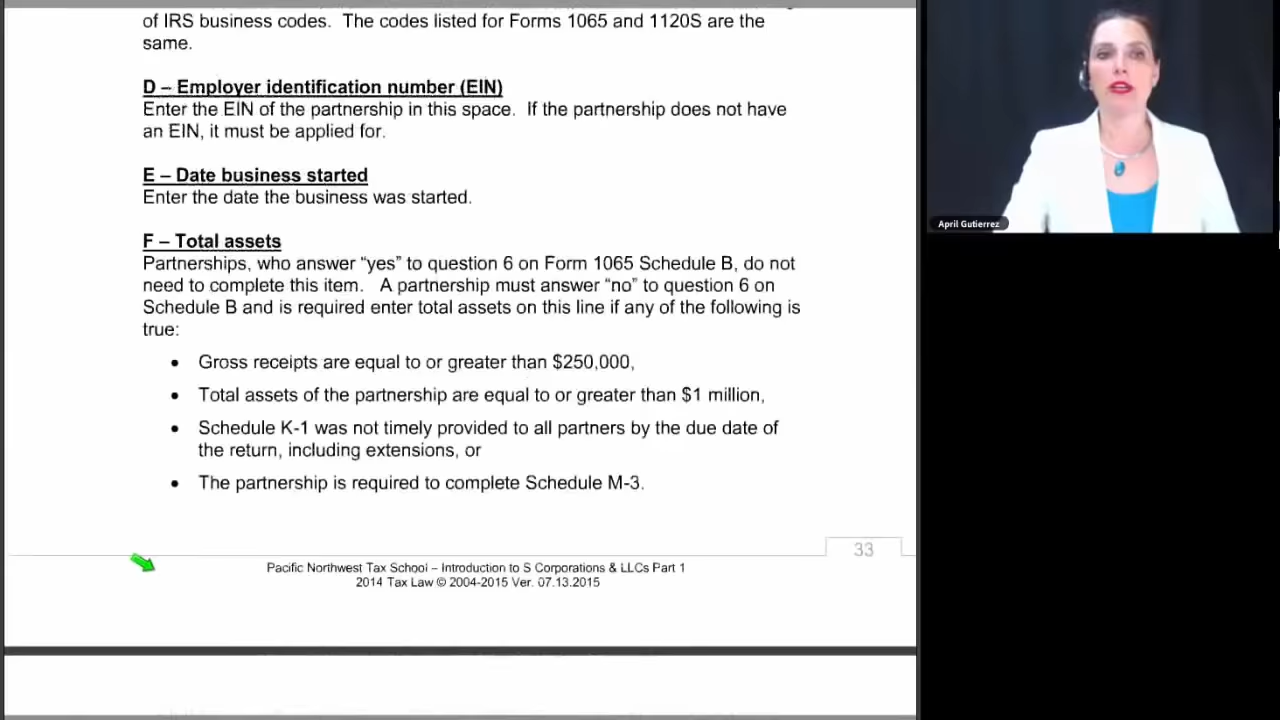 of IRS business codes.  The codes listed for Forms 1065 and 1120S are the
same.
D – Employer identification number (EIN)
Enter the EIN of the partnership in this space.  If the partnership does not have
an EIN, it must be applied for.
E – Date business started
Enter the date the business was started.
F – Total assets
Partnerships, who answer “yes” to question 6 on Form 1065 Schedule B, do not
need to complete this item.   A partnership must answer “no” to question 6 on
Schedule B and is required enter total assets on this line if any of the following is
true:
• Gross receipts are equal to or greater than $250,000,
• Total assets of the partnership are equal to or greater than $1 million,
• Schedule K-1 was not timely provided to all partners by the due date of
the return, including extensions, or
• The partnership is required to complete Schedule M-3.
33
Pacific Northwest Tax School – Introduction to S Corporations & LLCs Part 1
2014 Tax Law © 2004-2015 Ver. 07.13.2015
April Gutierrez